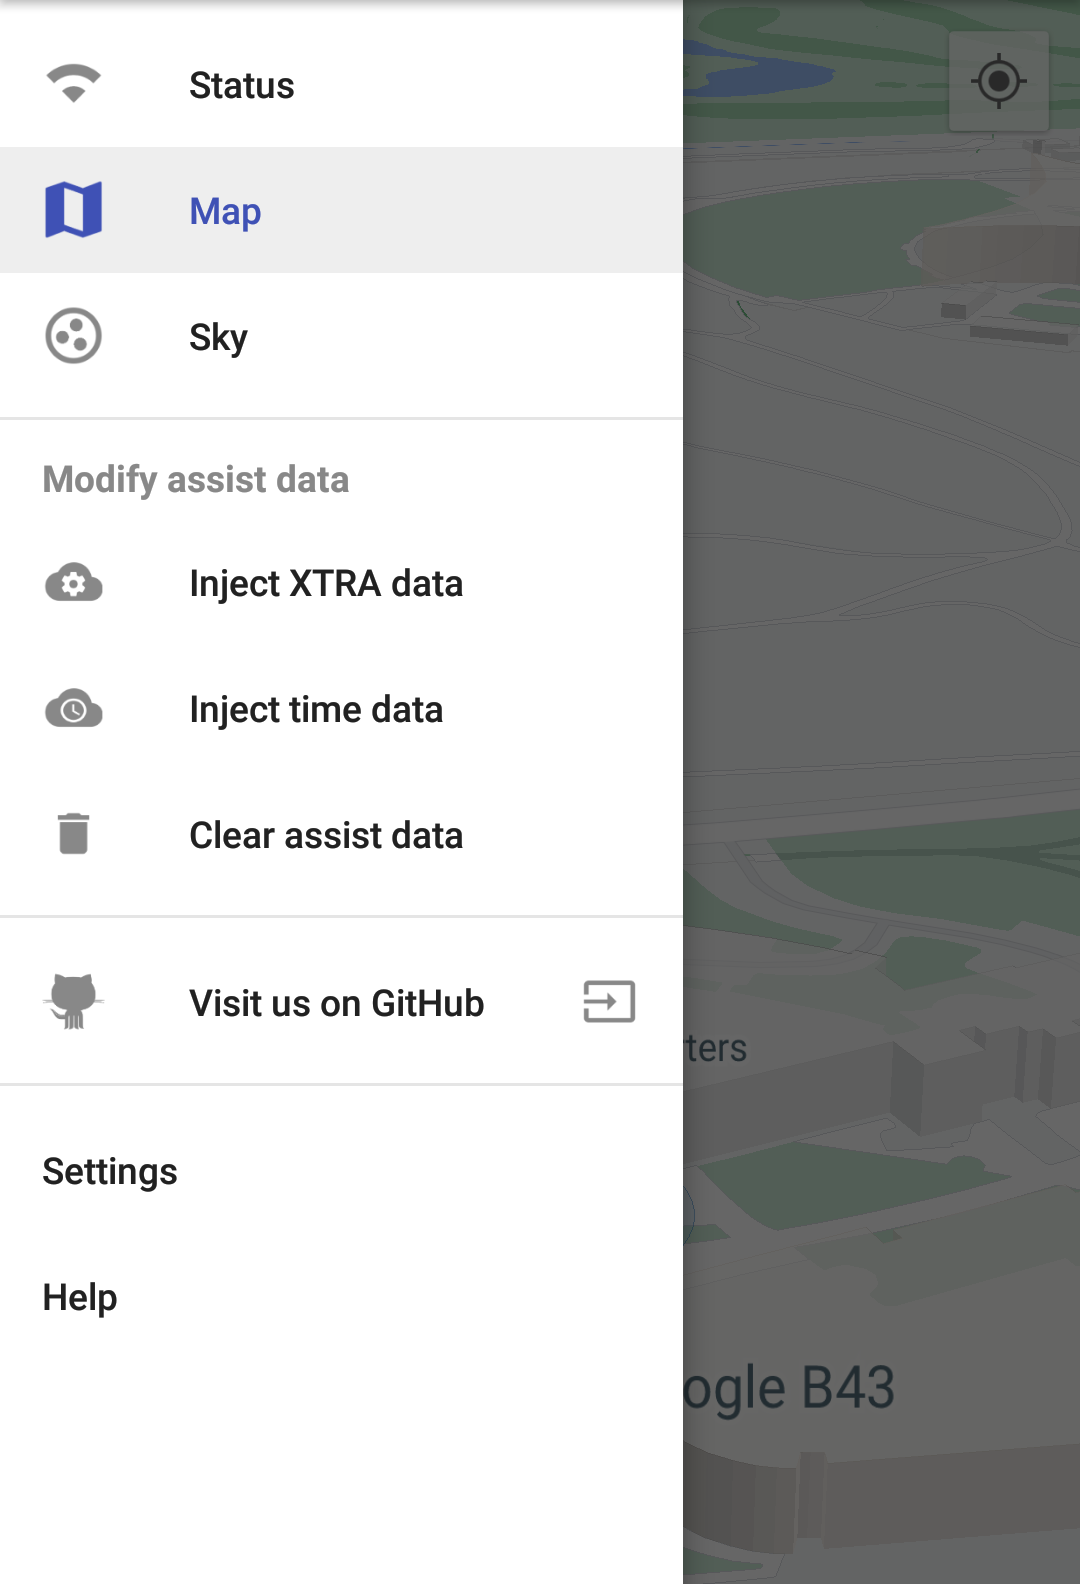 Status
Map
Sky
Modify assist data
Inject XTRA data
Inject time data
Clear assist data
Visit us on GitHub
rters
Settings
Help
ogle B43